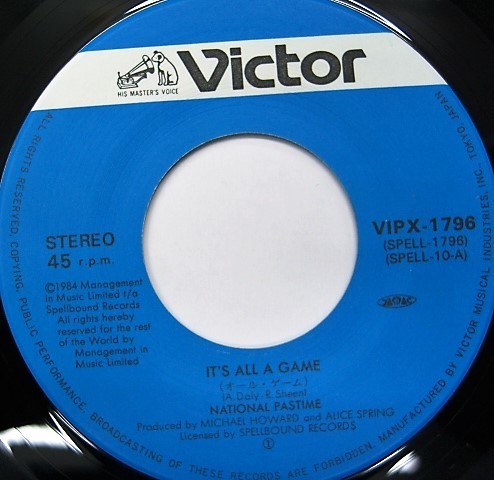 Victor
HIS MASTER'S VOICE
STEREO
45 r.p.m.
VIPX-1796
(SPELL-1796)
(SPELL-10-A)
©1984 Management
in Music Limited t/a
Spellbound Records
All rights hereby
reserved for the rest
of the World by
Management in
Music Limited
IT'S ALL A GAME
(オール・ゲーム)
(A. Daly · R. Sheen)
NATIONAL PASTIME
Produced by MICHAEL HOWARD and ALICE SPRING
Licensed by SPELLBOUND RECORDS
①
ALL RIGHTS RESERVED. COPYING, PUBLIC PERFORMANCE, BROADCASTING OF THESE RECORDS ARE FORBIDDEN. MANUFACTURED BY VICTOR MUSICAL INDUSTRIES, INC. TOKYO, JAPAN